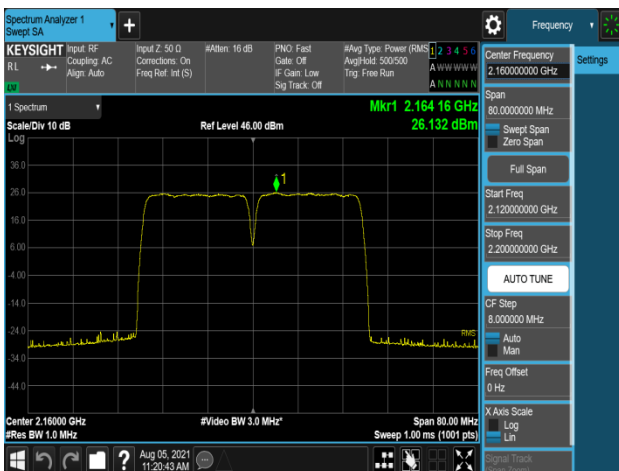 Spectrum Analyzer 1
Swept SA
Frequency
KEYSIGHT
Input: RF
Input Z: 50 Ω
#Atten: 16 dB
PNO: Fast
#Avg Type: Power (RMS
1 2 3 4 5 6
RL
Coupling: AC
Corrections: On
Gate: Off
Avg|Hold: 500/500
A W W W W W
Align: Auto
Freq Ref: Int (S)
IF Gain: Low
Trig: Free Run
Sig Track: Off
A N N N N N
1 Spectrum
Mkr1 2.164 16 GHz
Scale/Div 10 dB
Ref Level 46.00 dBm
26.132 dBm
Log
36.0
26.0
16.0
6.00
-4.00
-14.0
-24.0
-34.0
-44.0
1
RMS
Center 2.16000 GHz
#Video BW 3.0 MHz*
Span 80.00 MHz
#Res BW 1.0 MHz
Sweep 1.00 ms (1001 pts)
Aug 05, 2021
11:20:43 AM
Center Frequency
2.160000000 GHz
Settings
Span
80.0000000 MHz
Swept Span
Zero Span
Full Span
Start Freq
2.120000000 GHz
Stop Freq
2.200000000 GHz
AUTO TUNE
CF Step
8.000000 MHz
Auto
Man
Freq Offset
0 Hz
X Axis Scale
Log
Lin
Signal Track